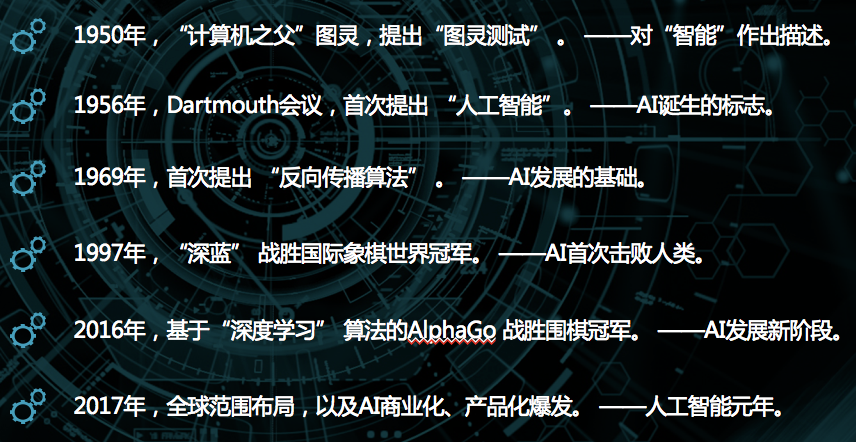 1950年，“计算机之父”图灵，提出“图灵测试” 。 ——对“智能”作出描述。
1956年，Dartmouth会议，首次提出 “人工智能”。 ——AI诞生的标志。
1969年，首次提出 “反向传播算法” 。 ——AI发展的基础。
1997年， “深蓝” 战胜国际象棋世界冠军。 ——AI首次击败人类。
2016年，基于“深度学习” 算法的AlphaGo 战胜围棋冠军。 ——AI发展新阶段。
2017年，全球范围布局，以及AI商业化、产品化爆发。 ——人工智能元年。